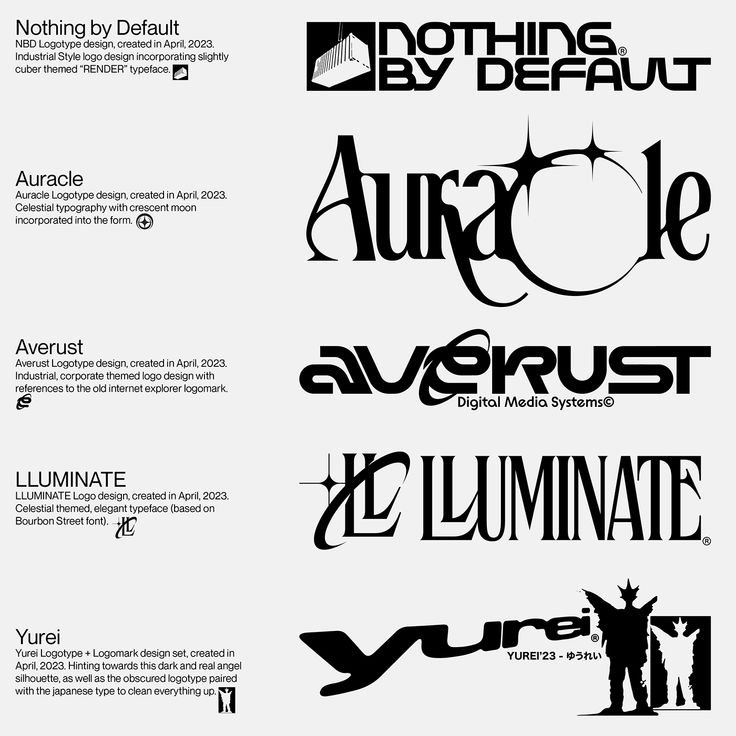 Nothing by Default
NBD Logotype design, created in April, 2023.
Industrial Style logo design incorporating slightly
cuber themed “RENDER” typeface.
NOTHING®
BY DEFAULT
Auracle
Auracle Logotype design, created in April, 2023.
Celestial typography with crescent moon
incorporated into the form.
Auracle
Averust
Averust Logotype design, created in April, 2023.
Industrial, corporate themed logo design with
references to the old internet explorer logomark.
averust
Digital Media Systems©
LLUMINATE
LLUMINATE Logo design, created in April, 2023.
Celestial themed, elegant typeface (based on
Bourbon Street font).
LL LLUMINATE®
Yurei
Yurei Logotype + Logomark design set, created in
April, 2023. Hinting towards this dark and real angel
silhouette, as well as the obscured logotype paired
with the japanese type to clean everything up.
yurei®
YUREI'23 - ゆうれい